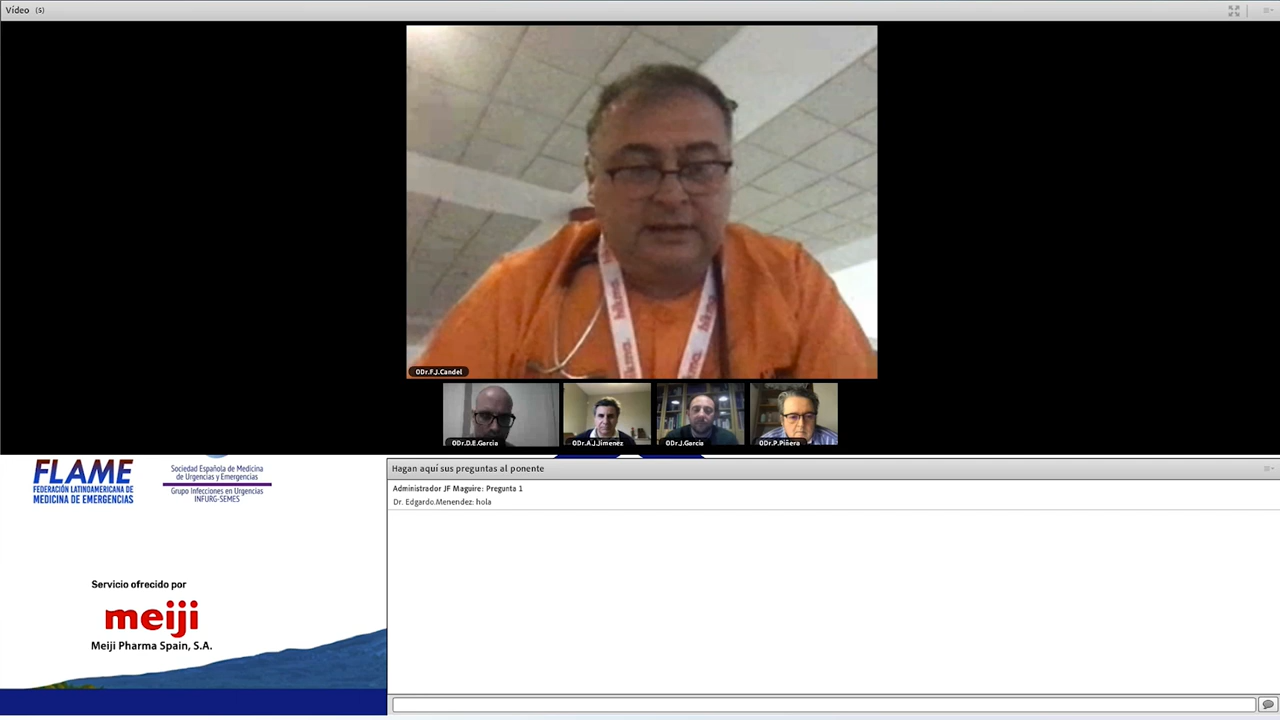 Vídeo (5)
hikma.
hikma.
ODr.F.J.Candel
ODr.D.E.Garcia
ODr.A.J.Jimenez
ODr.J.Garcia
ODr.P.Piñera
FLAME
FEDERACIÓN LATINOAMERICANA DE
MEDICINA DE EMERGENCIAS
Sociedad Española de Medicina
de Urgencias y Emergencias
Grupo Infecciones en Urgencias
INFURG-SEMES
Servicio ofrecido por
meiji
Meiji Pharma Spain, S.A.
Hagan aquí sus preguntas al ponente
Administrador JF Maguire: Pregunta 1
Dr. Edgardo.Menendez: hola